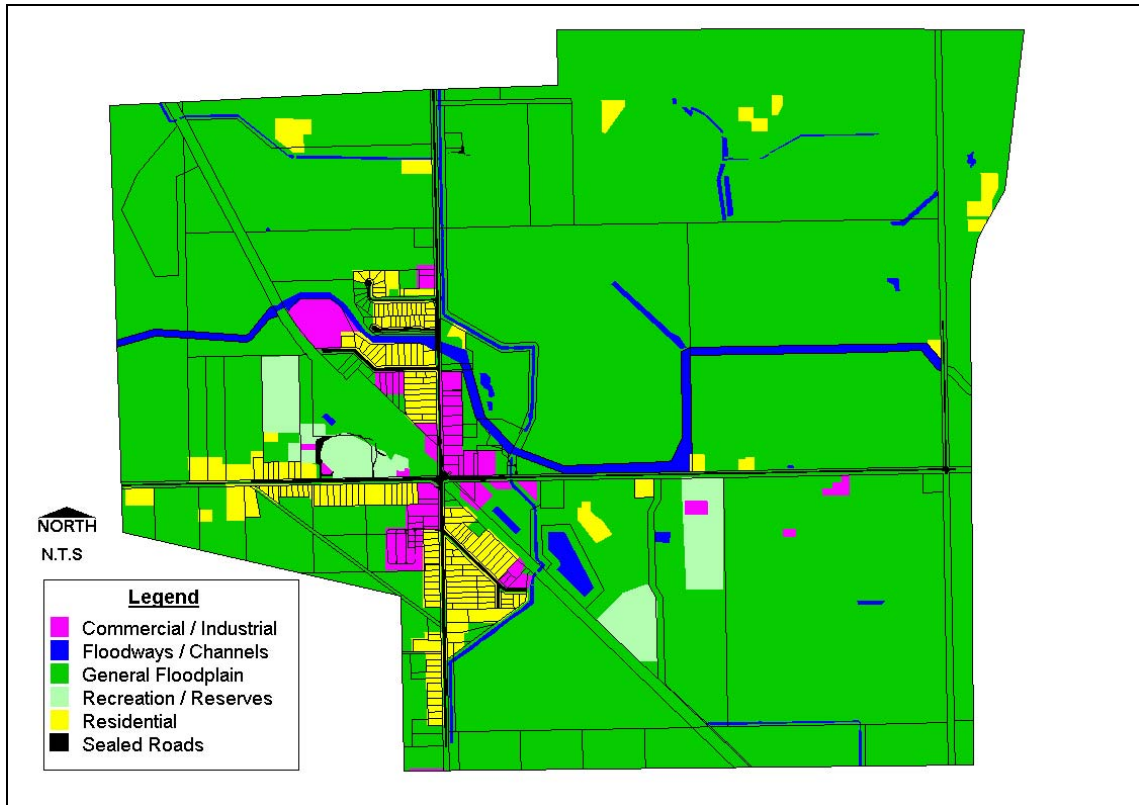 NORTH
N.T.S
Legend
Commercial / Industrial
Floodways / Channels
General Floodplain
Recreation / Reserves
Residential
Sealed Roads